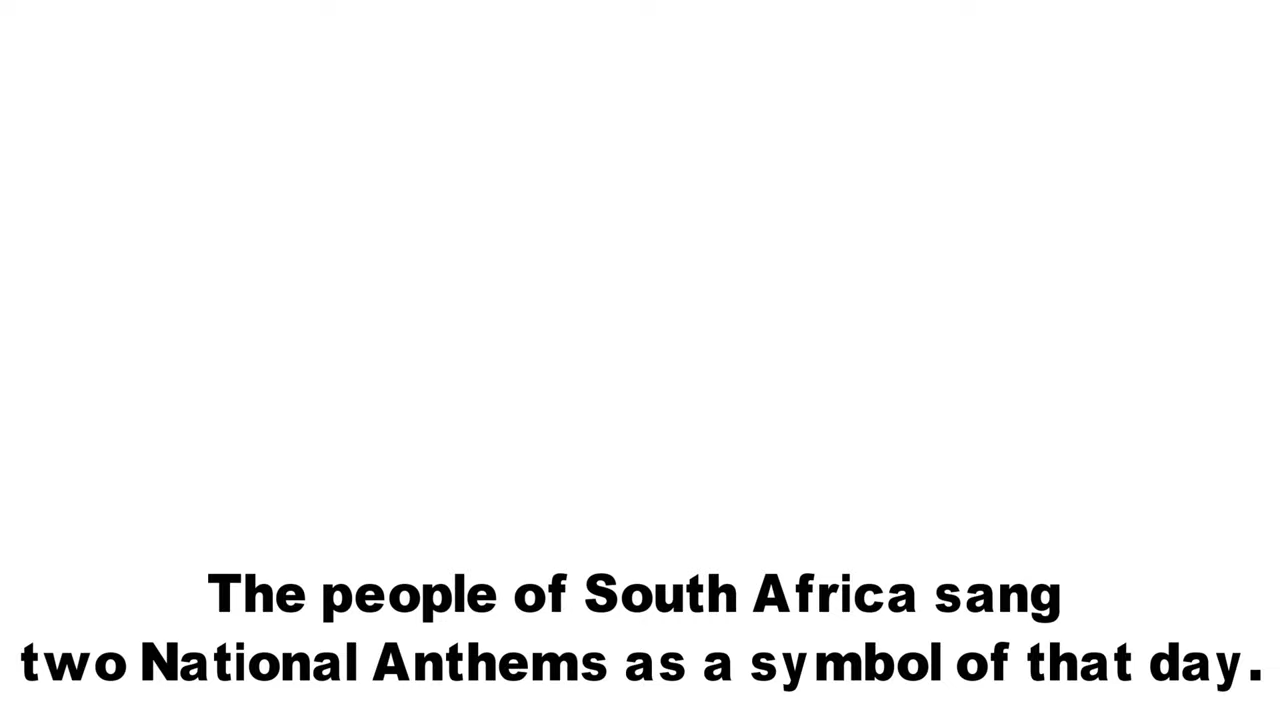 The people of South Africa sang
two National Anthems as a symbol of that day.